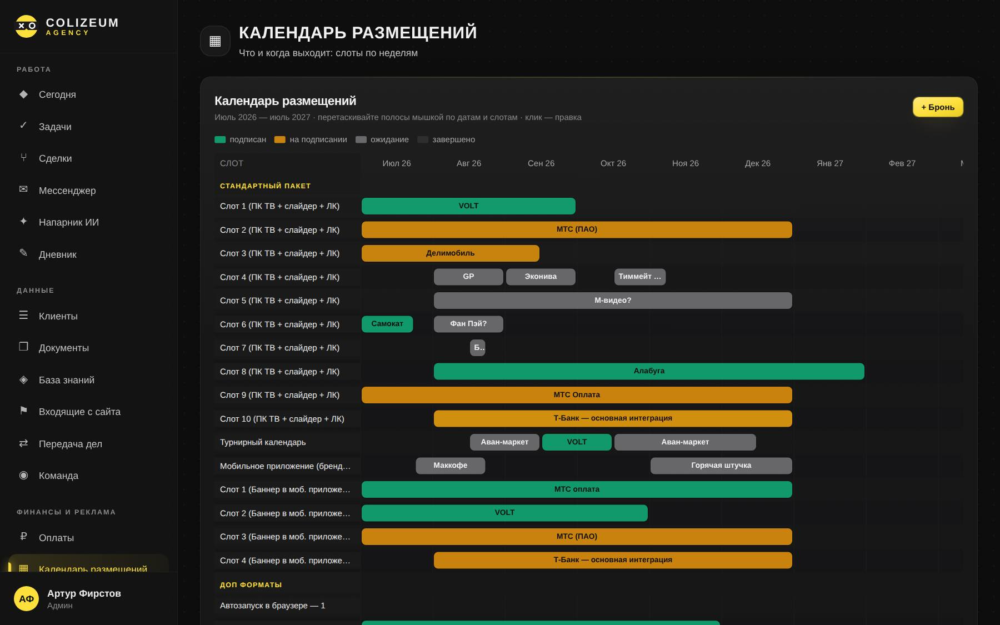 COLIZEUM
AGENCY
РАБОТА
Сегодня
Задачи
Сделки
Мессенджер
Напарник ИИ
Дневник
ДАННЫЕ
Клиенты
Документы
База знаний
Входящие с сайта
Передача дел
Команда
ФИНАНСЫ И РЕКЛАМА
Оплаты
Календарь размещений
АФ
Артур Фирстов
Админ
КАЛЕНДАРЬ РАЗМЕЩЕНИЙ
Что и когда выходит: слоты по неделям
Календарь размещений
+ Бронь
Июль 2026 — июль 2027 · перетаскивайте полосы мышкой по датам и слотам · клик — правка
подписан на подписании ожидание завершено
СЛОТ Июл 26 Авг 26 Сен 26 Окт 26 Ноя 26 Дек 26 Янв 27 Фев 27
СТАНДАРТНЫЙ ПАКЕТ
Слот 1 (ПК ТВ + слайдер + ЛК) VOLT
Слот 2 (ПК ТВ + слайдер + ЛК) МТС (ПАО)
Слот 3 (ПК ТВ + слайдер + ЛК) Делимобиль
Слот 4 (ПК ТВ + слайдер + ЛК) GP Эконива Тиммейт ...
Слот 5 (ПК ТВ + слайдер + ЛК) М-видео?
Слот 6 (ПК ТВ + слайдер + ЛК) Самокат Фан Пэй?
Слот 7 (ПК ТВ + слайдер + ЛК) Б...
Слот 8 (ПК ТВ + слайдер + ЛК) Алабуга
Слот 9 (ПК ТВ + слайдер + ЛК) МТС Оплата
Слот 10 (ПК ТВ + слайдер + ЛК) Т-Банк — основная интеграция
Турнирный календарь Аван-маркет VOLT Аван-маркет
Мобильное приложение (бренд... Маккофе Горячая штучка
Слот 1 (Баннер в моб. приложе... МТС оплата
Слот 2 (Баннер в моб. приложе... VOLT
Слот 3 (Баннер в моб. приложе... МТС (ПАО)
Слот 4 (Баннер в моб. приложе... Т-Банк — основная интеграция
ДОП ФОРМАТЫ
Автозапуск в браузере — 1